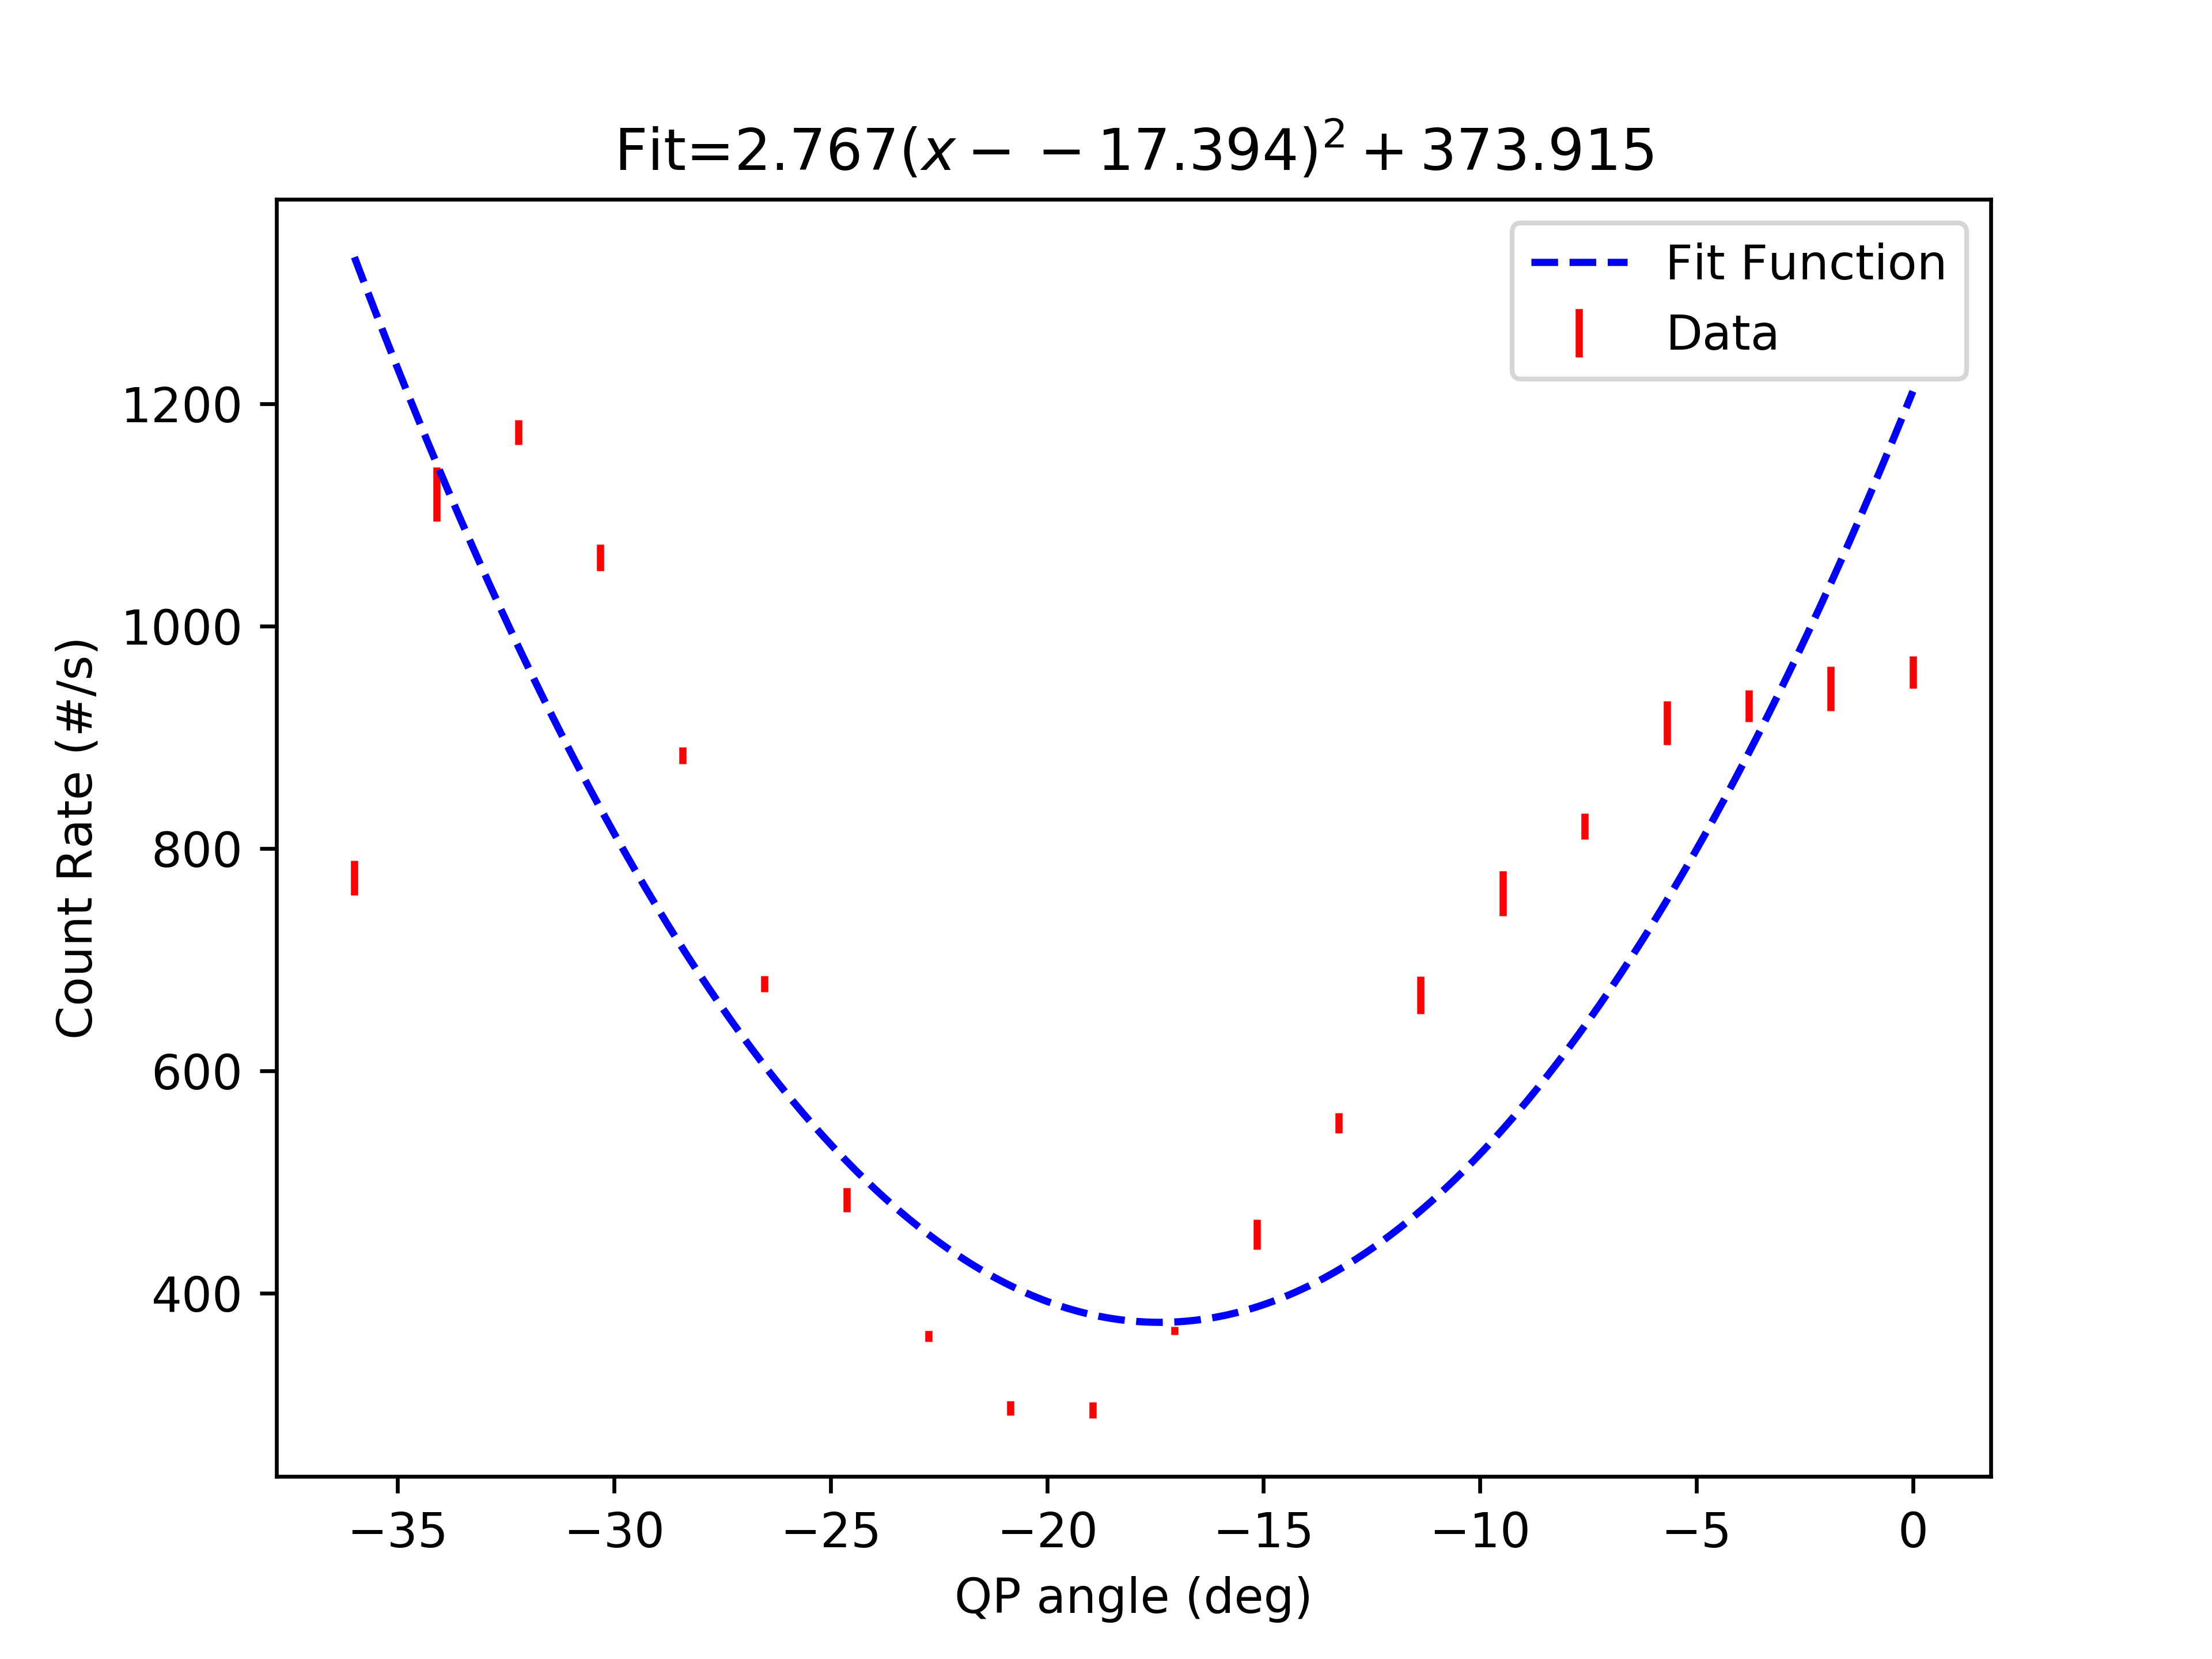 Fit=2.767(x − −17.394)² + 373.915
Fit Function
Data
1200
1000
800
600
400
Count Rate (#/s)
−35 −30 −25 −20 −15 −10 −5 0
QP angle (deg)